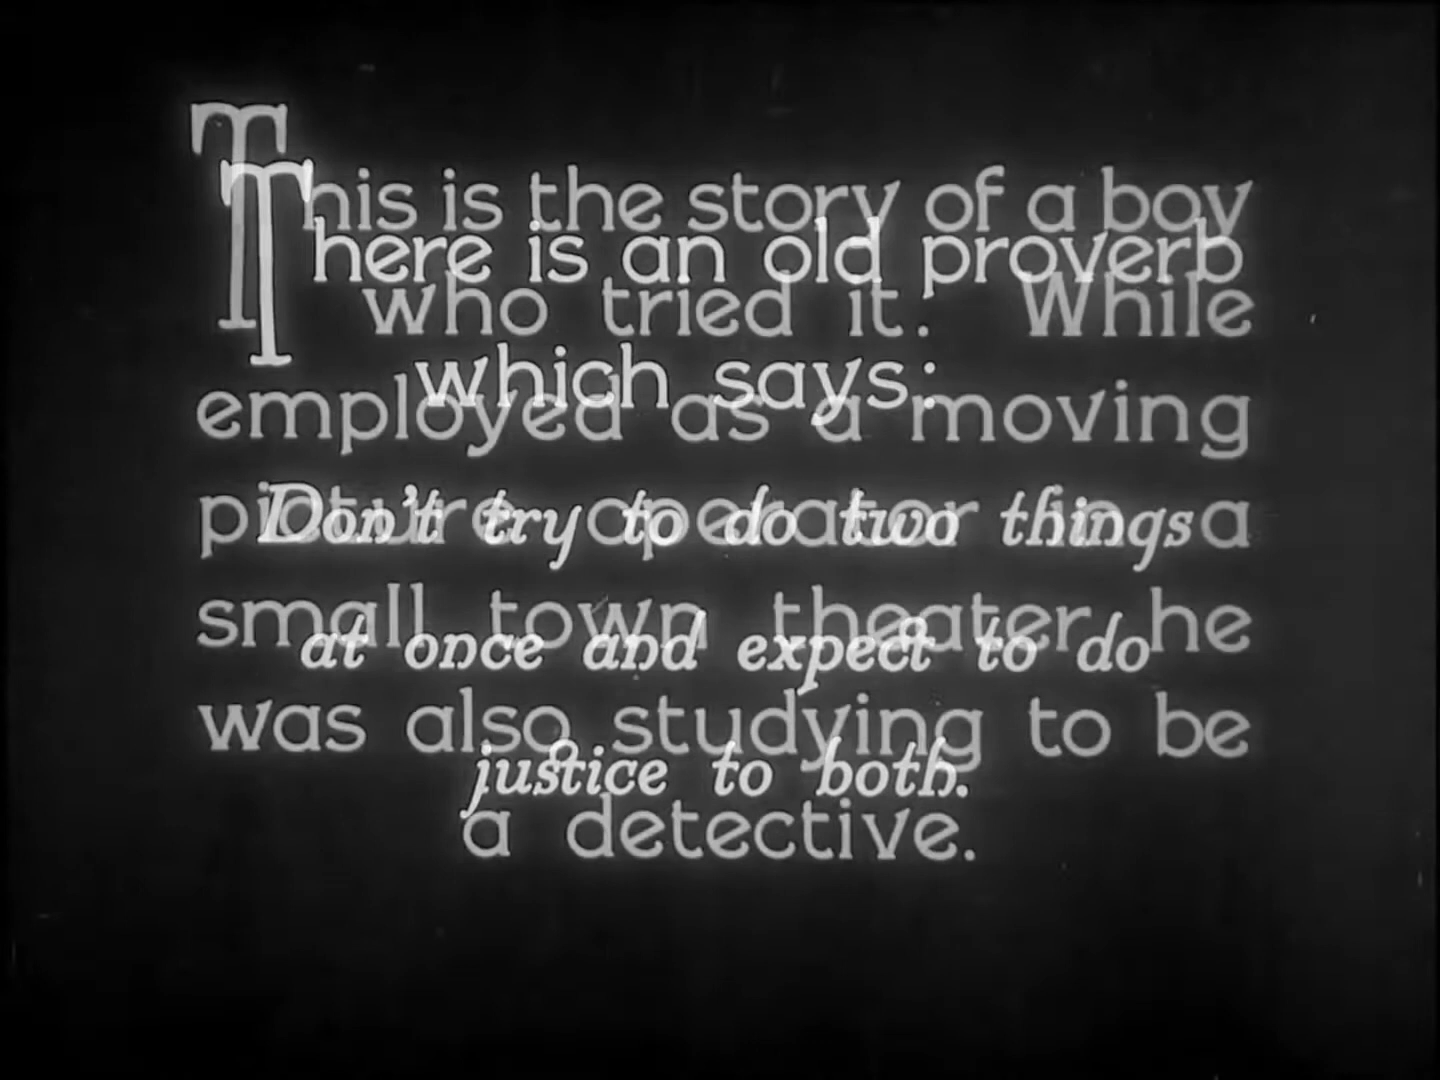 There is an old proverb
which says:
Don't try to do two things
at once and expect to do
justice to both.
This is the story of a boy
who tried it. While
employed as a moving
picture operator in a
small town theater he
was also studying to be
a detective.